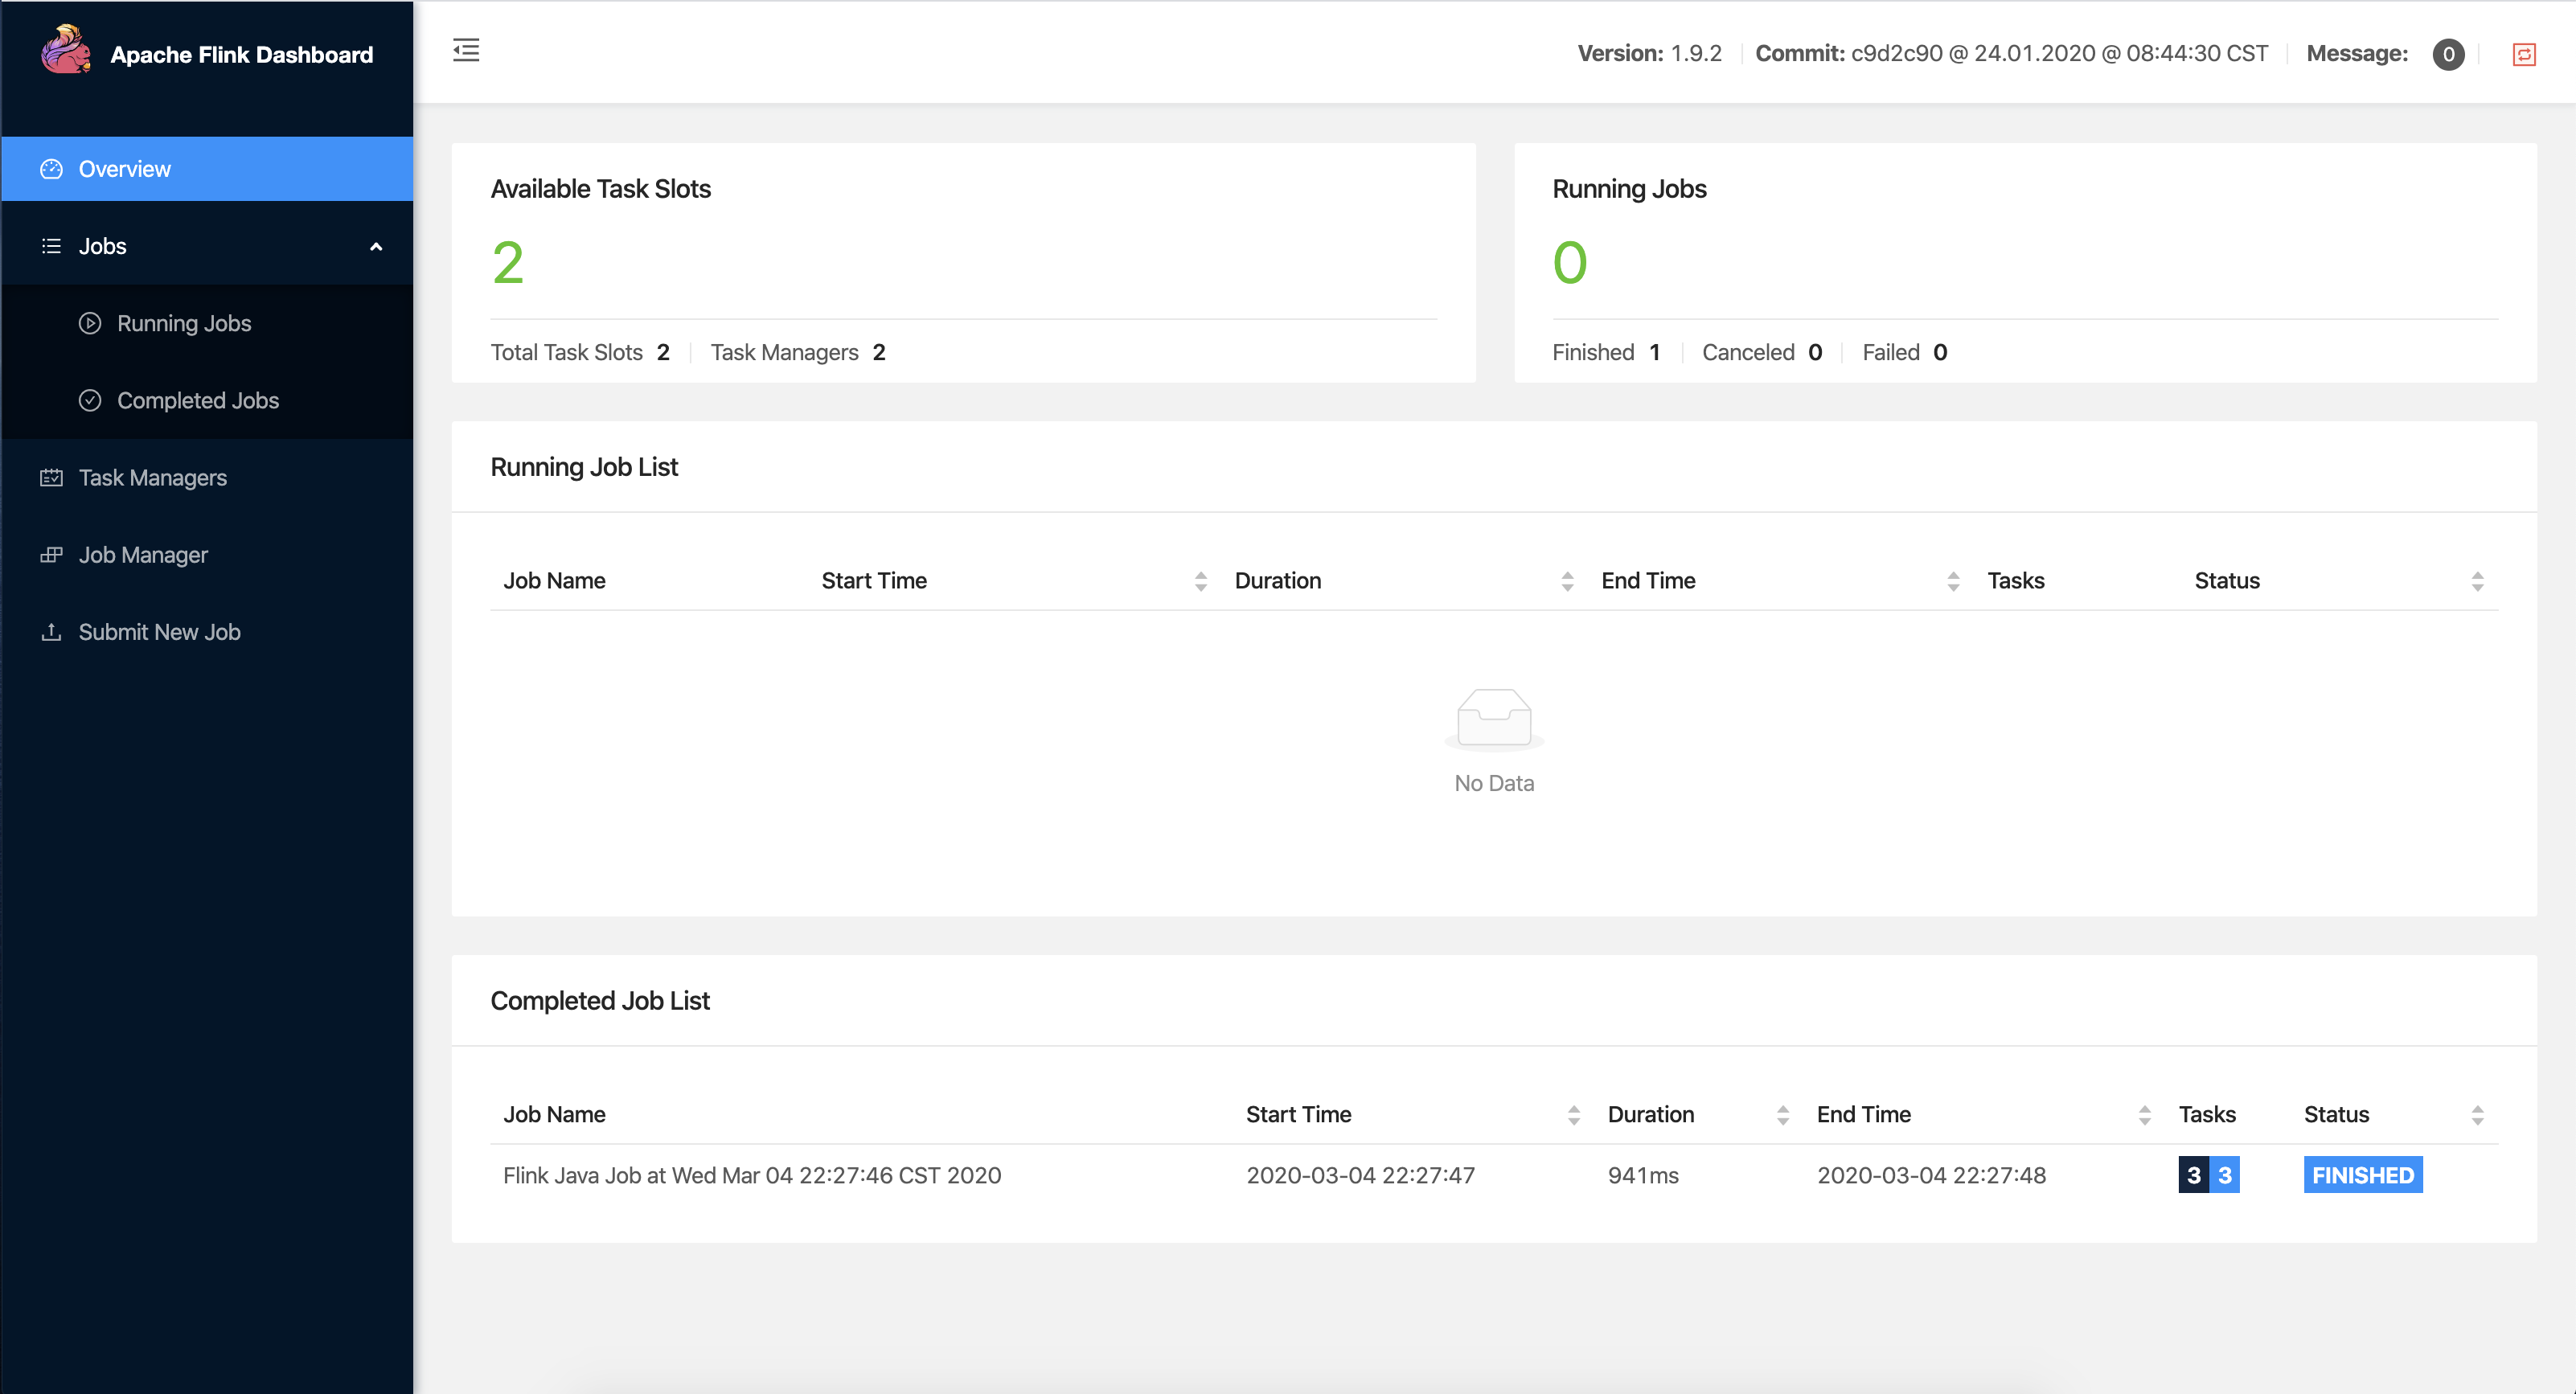 Apache Flink Dashboard
Version: 1.9.2 Commit: c9d2c90 @ 24.01.2020 @ 08:44:30 CST Message: 0
Overview
Jobs
Running Jobs
Completed Jobs
Task Managers
Job Manager
Submit New Job
Available Task Slots
2
Total Task Slots 2 Task Managers 2
Running Jobs
0
Finished 1 Canceled 0 Failed 0
Running Job List
Job Name Start Time Duration End Time Tasks Status
No Data
Completed Job List
Job Name Start Time Duration End Time Tasks Status
Flink Java Job at Wed Mar 04 22:27:46 CST 2020 2020-03-04 22:27:47 941ms 2020-03-04 22:27:48 3 3 FINISHED